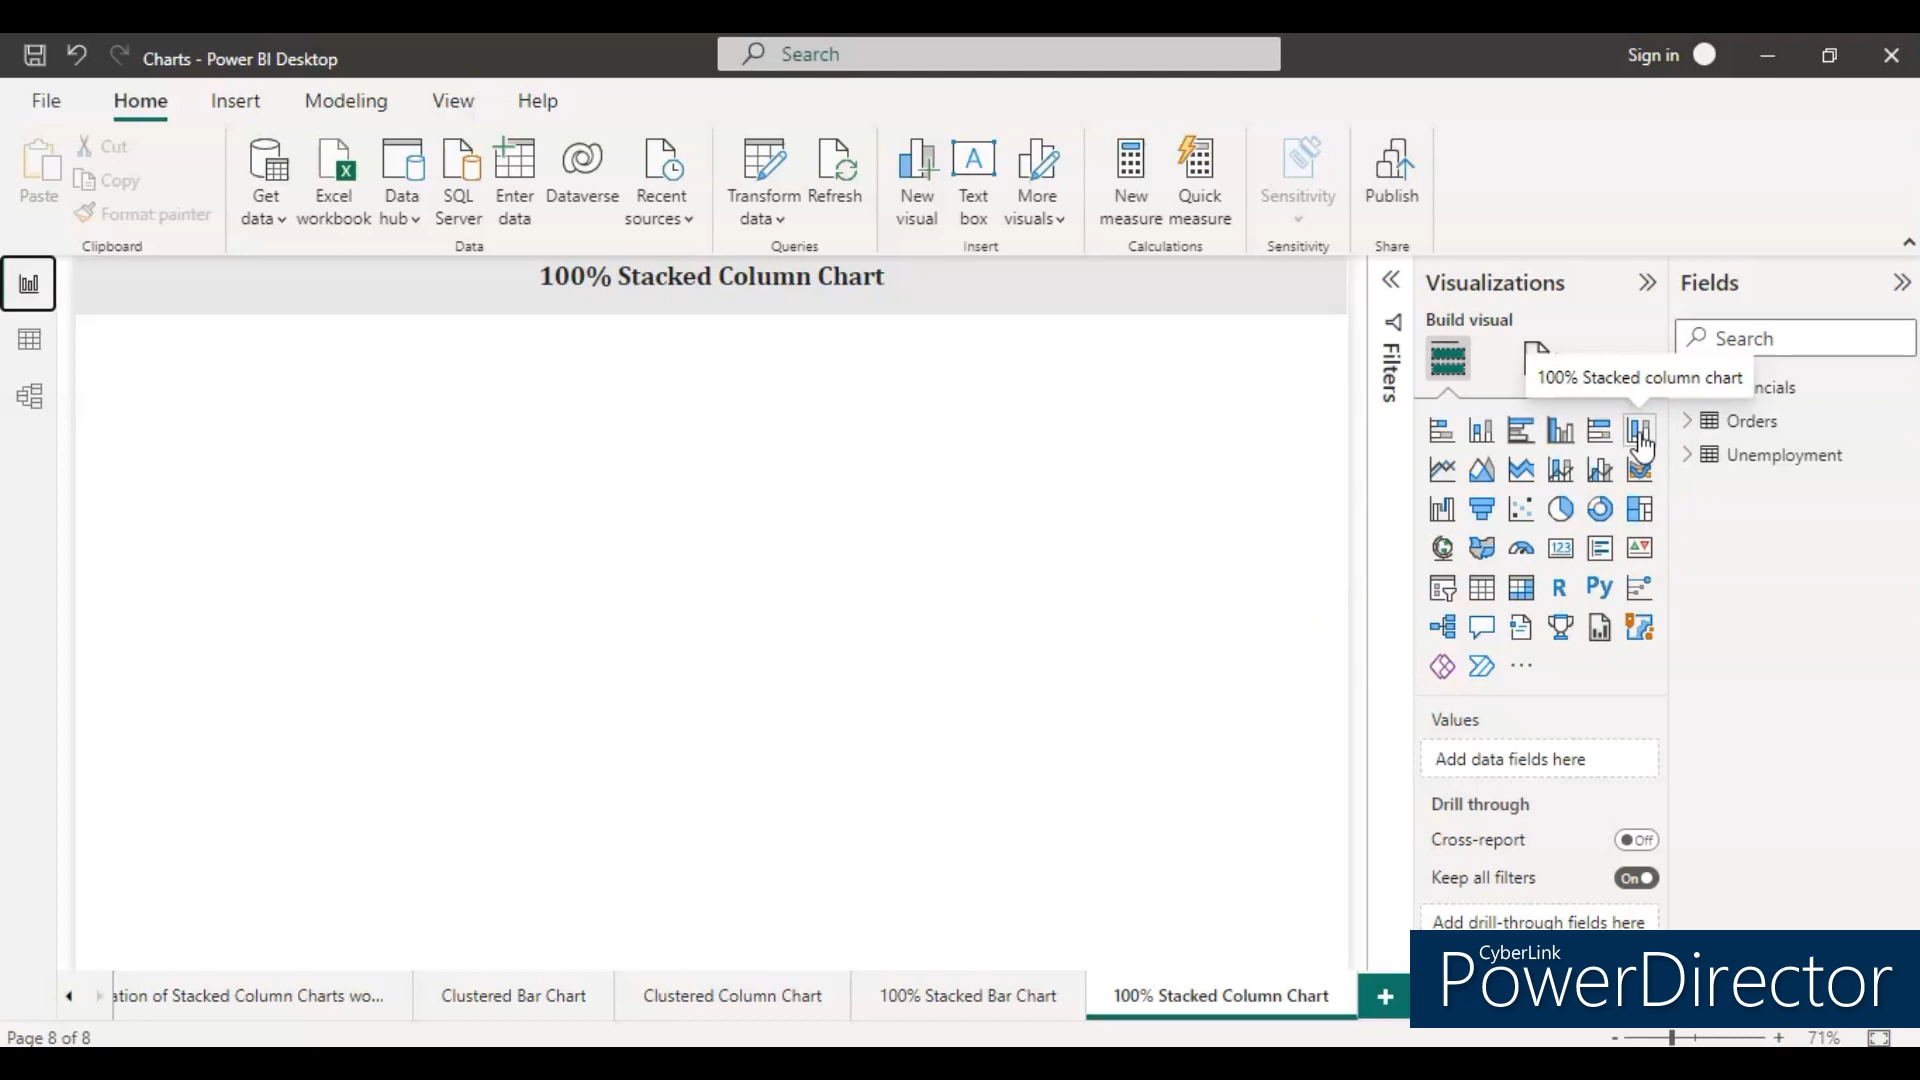 Charts - Power BI Desktop
Search
Sign in
File
Home
Insert
Modeling
View
Help
Paste
Cut
Copy
Format painter
Clipboard
Get
data
Excel
workbook
Data
hub
SQL
Server
Enter
data
Dataverse
Recent
sources
Data
Transform
data
Refresh
Queries
New
visual
A
Text
box
More
visuals
Insert
New
measure
Quick
measure
Calculations
Sensitivity
Sensitivity
Publish
Share
100% Stacked Column Chart
Filters
Visualizations
Build visual
100% Stacked column chart
123
R
Py
Values
Add data fields here
Drill through
Cross-report
Off
Keep all filters
On
Add drill-through fields here
Fields
Search
ncials
Orders
Unemployment
ation of Stacked Column Charts wo...
Clustered Bar Chart
Clustered Column Chart
100% Stacked Bar Chart
100% Stacked Column Chart
CyberLink
PowerDirector
Page 8 of 8
71%